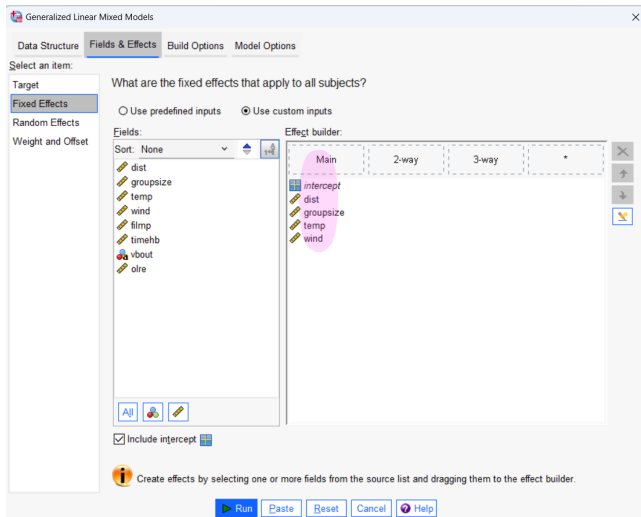 Generalized Linear Mixed Models
Data Structure Fields & Effects Build Options Model Options
Select an item:
Target
Fixed Effects
Random Effects
Weight and Offset
What are the fixed effects that apply to all subjects?
Use predefined inputs Use custom inputs
Fields:
Sort: None
dist
groupsize
temp
wind
filmp
timehb
vbout
olre
All
Effect builder:
Main 2-way 3-way *
intercept
dist
groupsize
temp
wind
Include intercept
Create effects by selecting one or more fields from the source list and dragging them to the effect builder.
Run Paste Reset Cancel Help